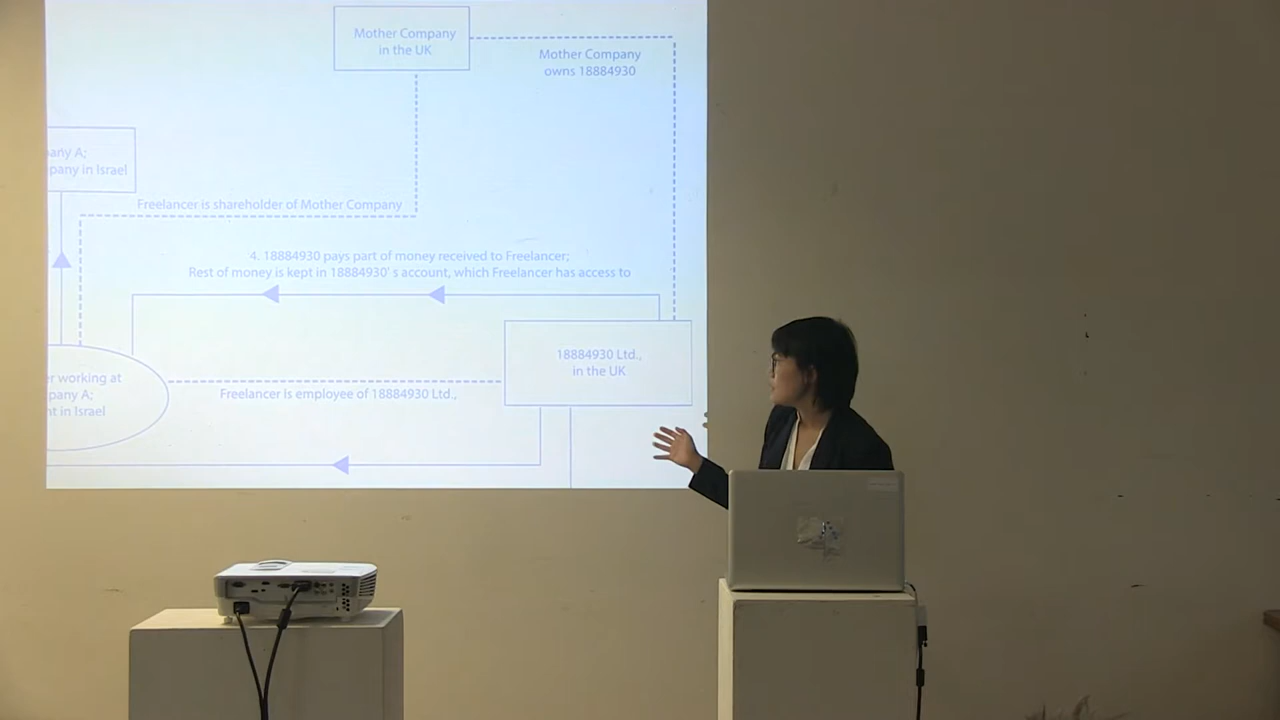 Mother Company
in the UK
Mother Company
owns 18884930
any A;
pany in Israel
Freelancer is shareholder of Mother Company
4. 18884930 pays part of money received to Freelancer;
Rest of money is kept in 18884930' s account, which Freelancer has access to
18884930 Ltd.,
in the UK
er working at
pany A;
nt in Israel
Freelancer is employee of 18884930 Ltd.,